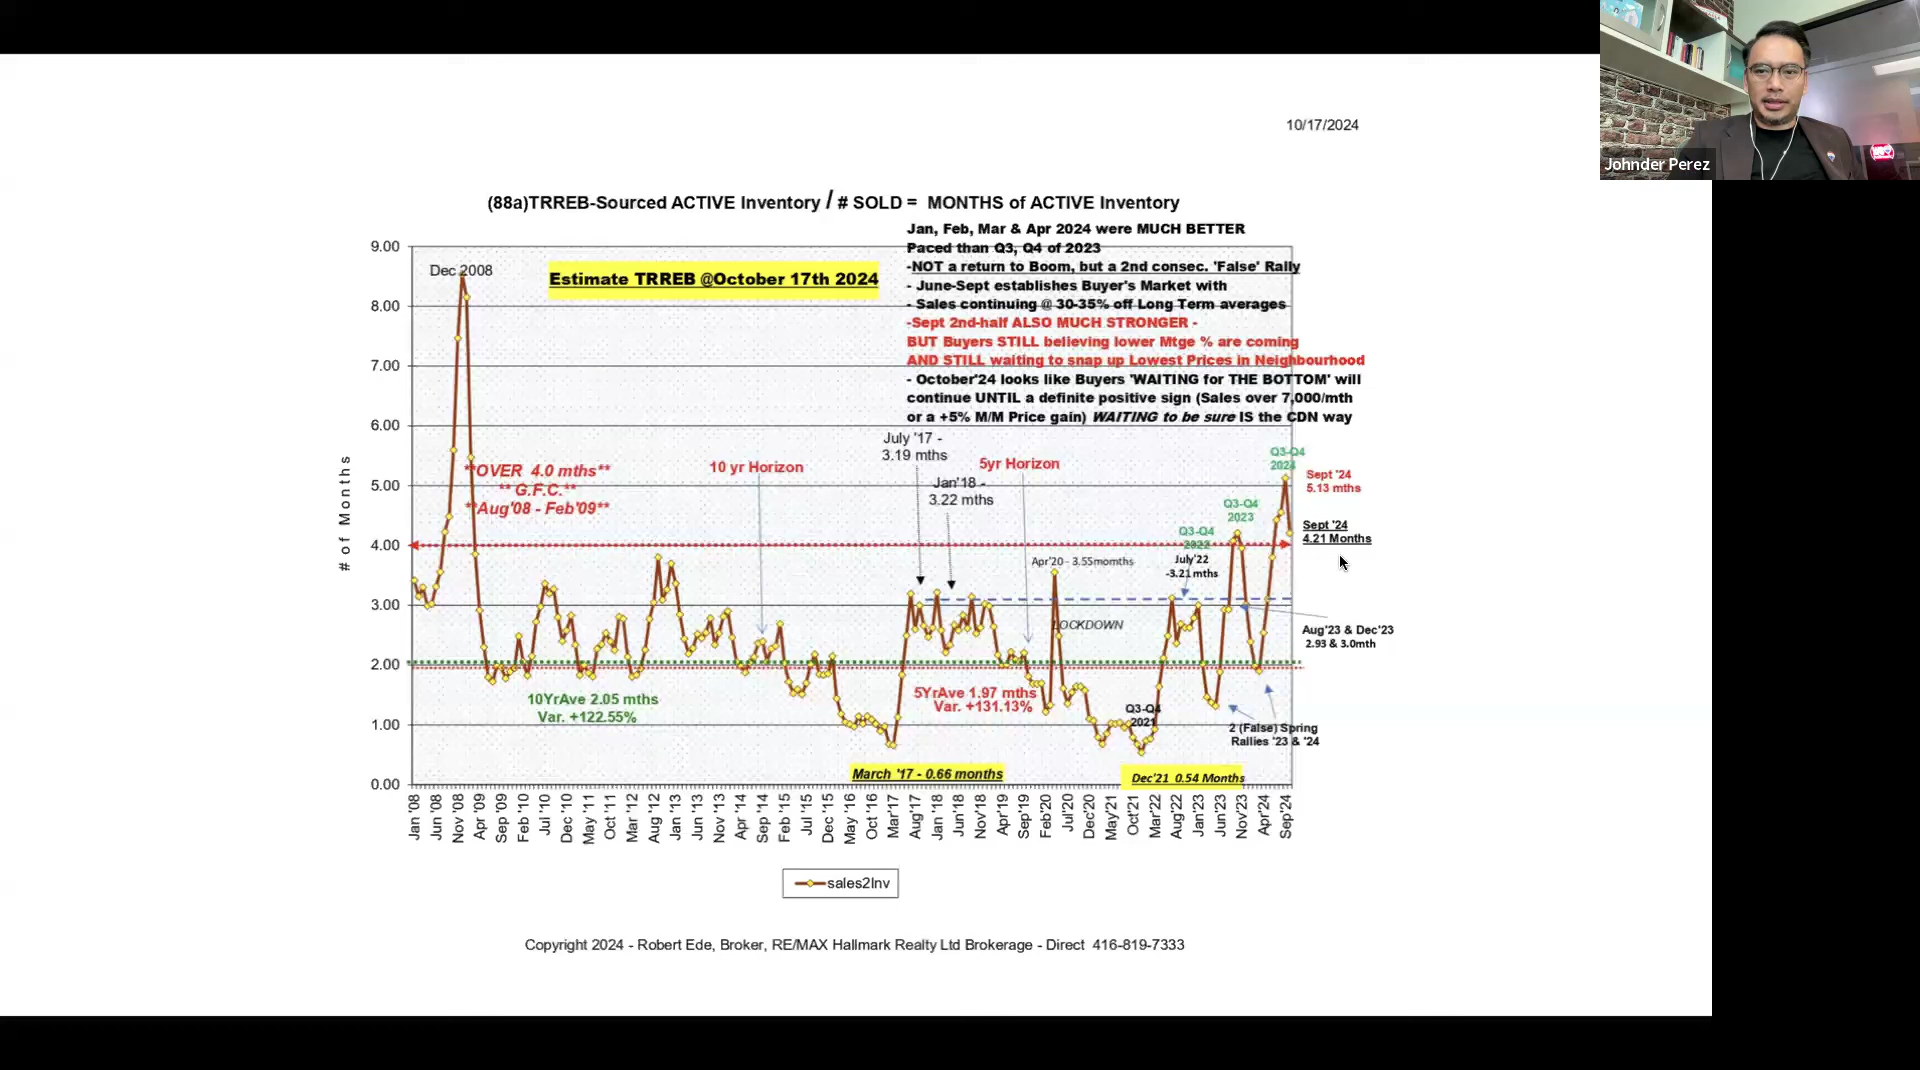 Johnder Perez
10/17/2024
(88a)TRREB-Sourced ACTIVE Inventory / # SOLD = MONTHS of ACTIVE Inventory
Jan, Feb, Mar & Apr 2024 were MUCH BETTER
Paced than Q3, Q4 of 2023
-NOT a return to Boom, but a 2nd consec. 'False' Rally
- June-Sept establishes Buyer's Market with
- Sales continuing @ 30-35% off Long Term averages
-Sept 2nd-half ALSO MUCH STRONGER -
BUT Buyers STILL believing lower Mtge % are coming
AND STILL waiting to snap up Lowest Prices in Neighbourhood
- October'24 looks like Buyers 'WAITING for THE BOTTOM' will
continue UNTIL a definite positive sign (Sales over 7,000/mth
or a +5% M/M Price gain) WAITING to be sure IS the CDN way
Dec 2008
Estimate TRREB @October 17th 2024
# of Months
9.00
8.00
7.00
6.00
5.00
4.00
3.00
2.00
1.00
0.00
**OVER 4.0 mths**
** G.F.C.**
**Aug'08 - Feb'09**
10 yr Horizon
July '17 -
3.19 mths
5yr Horizon
Jan'18 -
3.22 mths
Q3-Q4
2024
Sept '24
5.13 mths
Q3-Q4
2023
Sept '24
4.21 Months
Q3-Q4
2022
July'22
-3.21 mths
Apr'20 - 3.55momths
LOCKDOWN
Aug'23 & Dec'23
2.93 & 3.0mth
10YrAve 2.05 mths
Var. +122.55%
5YrAve 1.97 mths
Var. +131.13%
Q3-Q4
2021
2 (False) Spring
Rallies '23 & '24
March '17 - 0.66 months
Dec'21 0.54 Months
Jan '08
Jun '08
Nov '08
Apr '09
Sep '09
Feb '10
Jul '10
Dec '10
May '11
Oct '11
Mar '12
Aug '12
Jan '13
Jun '13
Nov '13
Apr '14
Sep '14
Feb '15
Jul '15
Dec '15
May '16
Oct '16
Mar'17
Aug'17
Jan '18
Jun '18
Nov '18
Apr '19
Sep'19
Feb'20
Jul'20
Dec'20
May'21
Oct'21
Mar'22
Aug'22
Jan'23
Jun'23
Nov'23
Apr'24
Sep'24
sales2Inv
Copyright 2024 - Robert Ede, Broker, RE/MAX Hallmark Realty Ltd Brokerage - Direct 416-819-7333